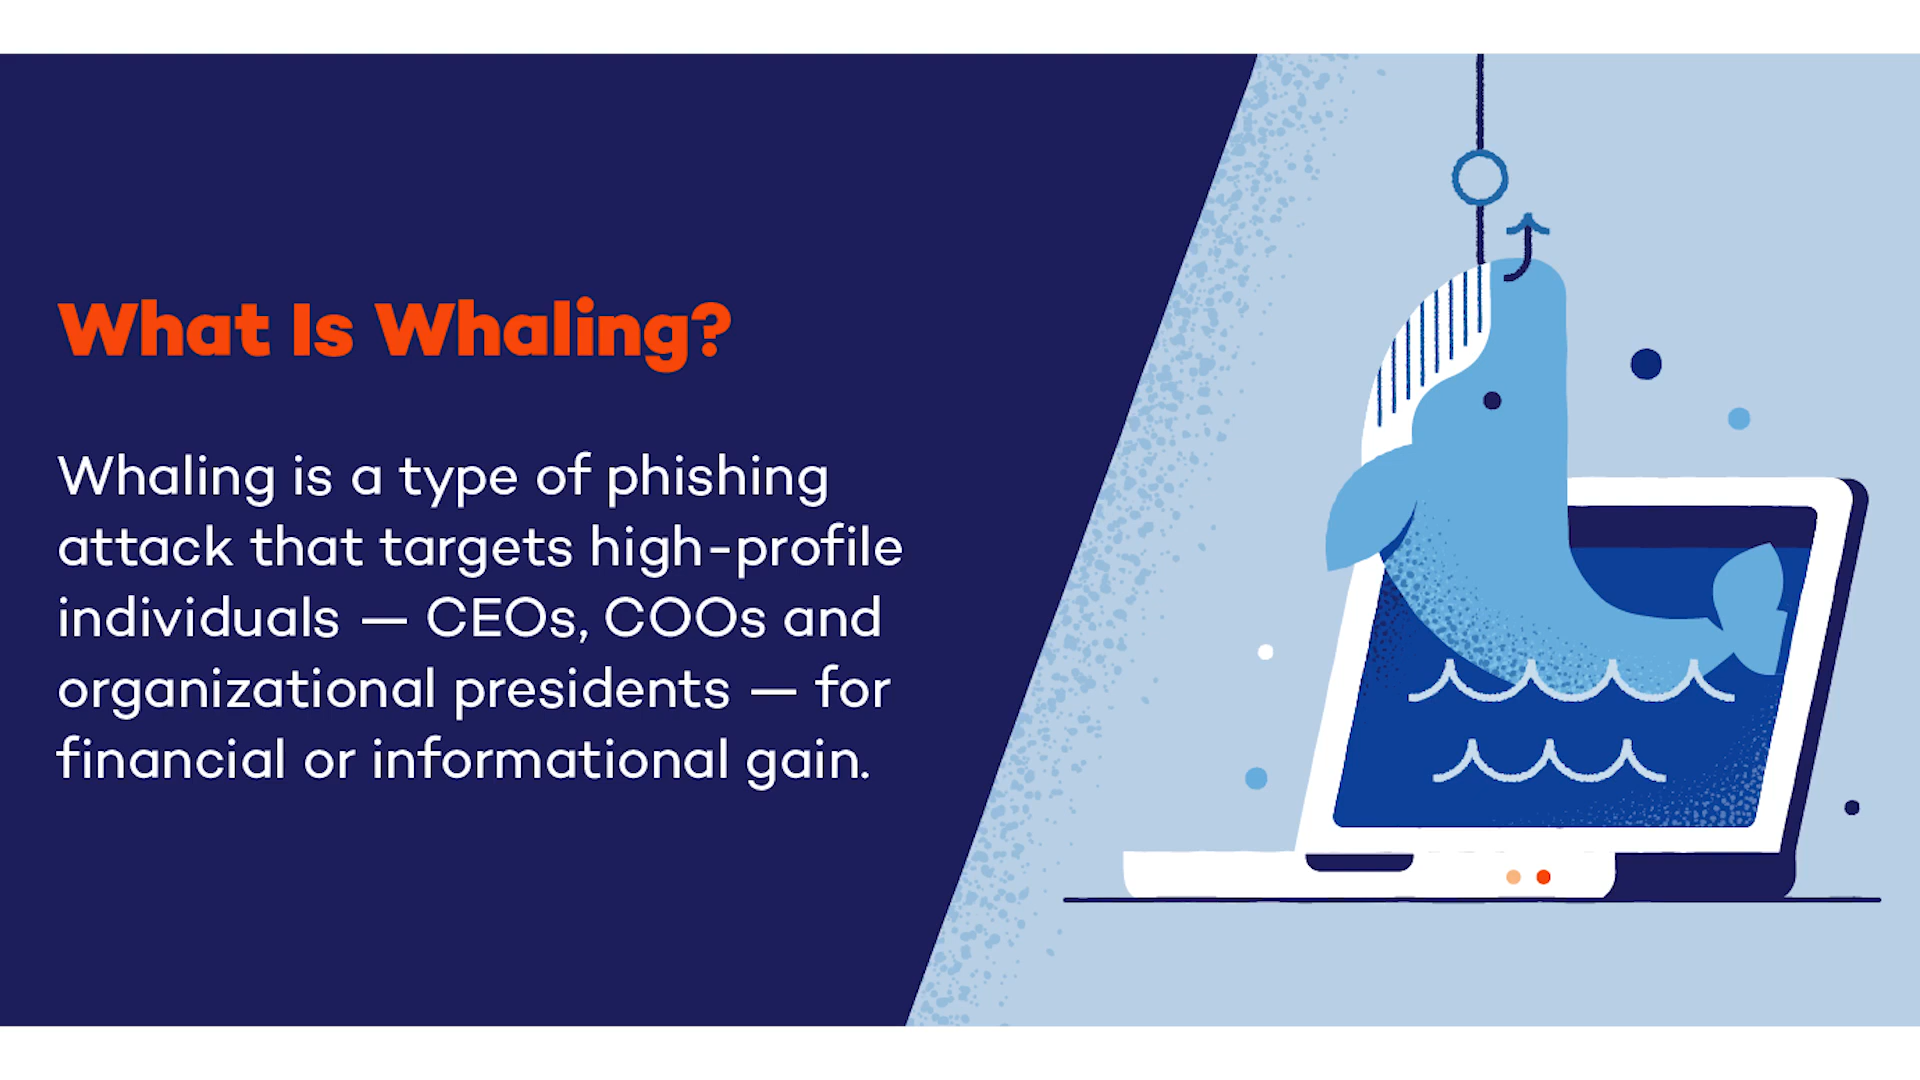 What Is Whaling?
Whaling is a type of phishing
attack that targets high-profile
individuals — CEOs, COOs and
organizational presidents — for
financial or informational gain.